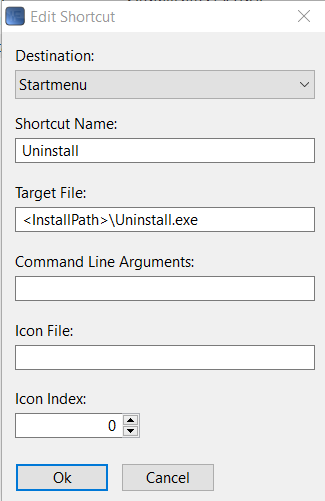 Edit Shortcut
Destination:
Startmenu
Shortcut Name:
Uninstall
Target File:
<InstallPath>\Uninstall.exe
Command Line Arguments:
Icon File:
Icon Index:
0
Ok Cancel